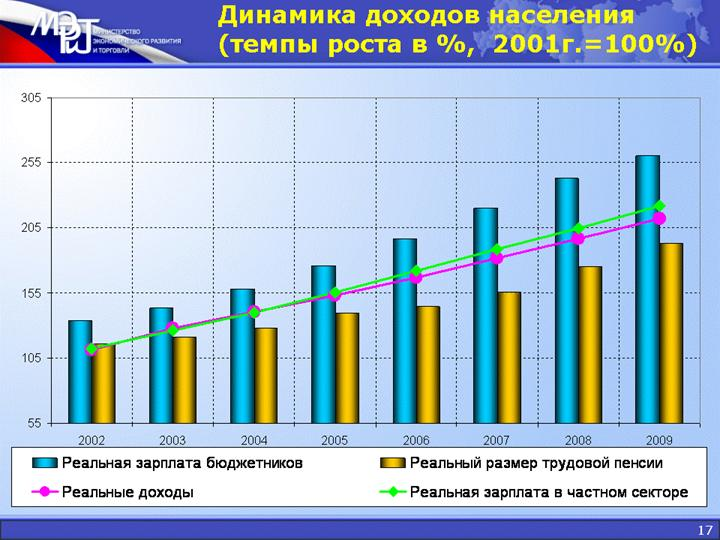 Динамика доходов населения
(темпы роста в %, 2001г.=100%)
МЭРТ
МИНИСТЕРСТВО
ЭКОНОМИЧЕСКОГО РАЗВИТИЯ
И ТОРГОВЛИ
305
255
205
155
105
55
2002 2003 2004 2005 2006 2007 2008 2009
Реальная зарплата бюджетников Реальный размер трудовой пенсии
Реальные доходы Реальная зарплата в частном секторе
17